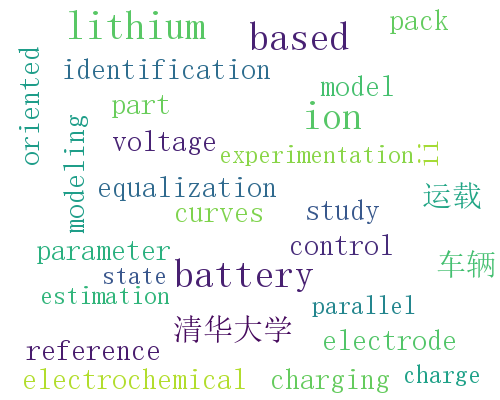 lithium
based
pack
oriented
identification
model
part
ion
voltage
experimentation
ii
modeling
equalization
运载
curves
study
parameter
control
车辆
state
battery
estimation
parallel
清华大学
electrode
reference
electrochemical
charging
charge